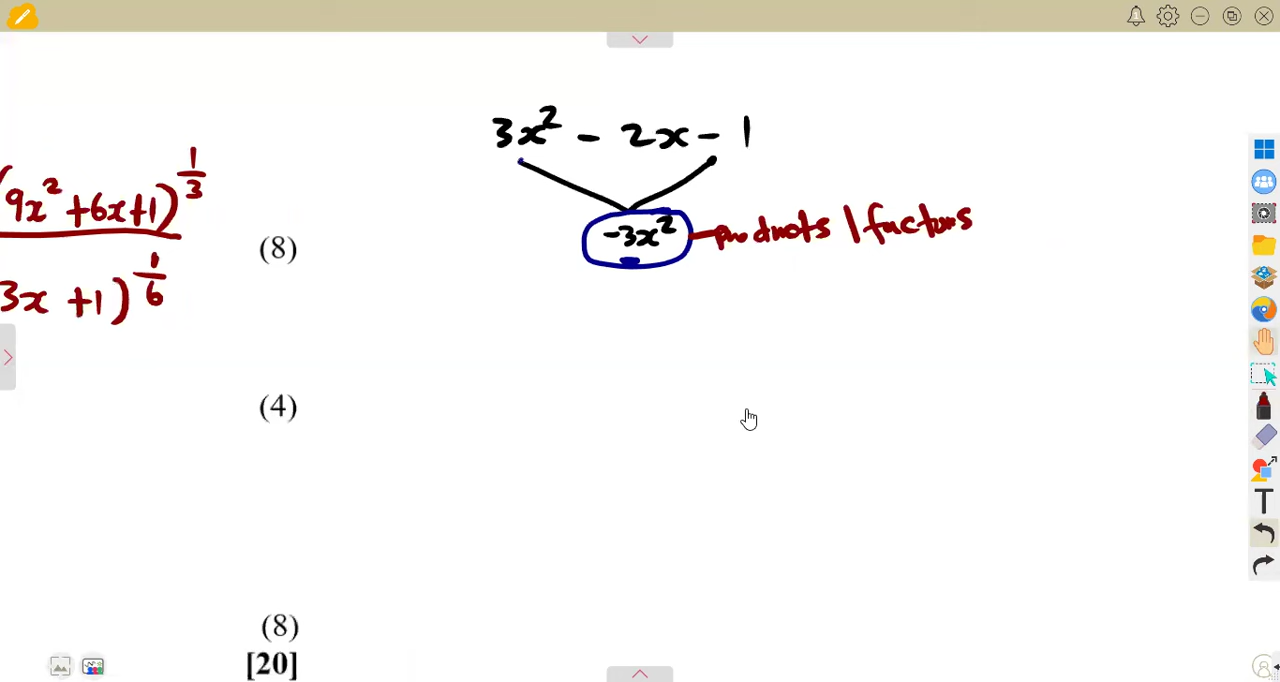 3x² - 2x - 1
(9x² + 6x + 1)^(1/3)
-3x² products / factors
(8)
3x + 1)^(1/6)
(4)
(8)
[20]
T